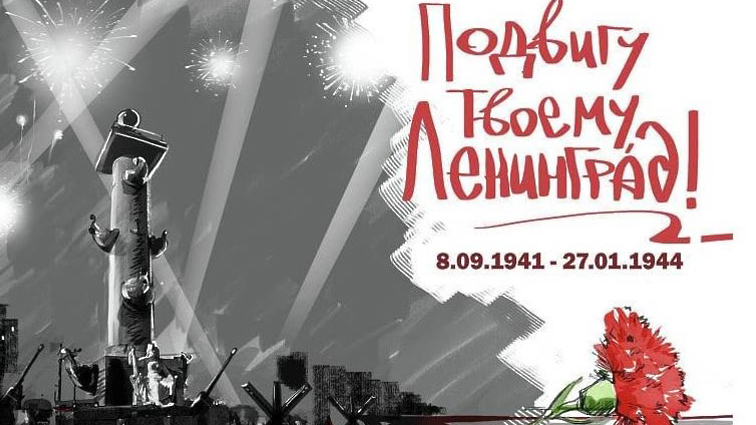 Подвигу
Твоему,
Ленинград!
8.09.1941 - 27.01.1944